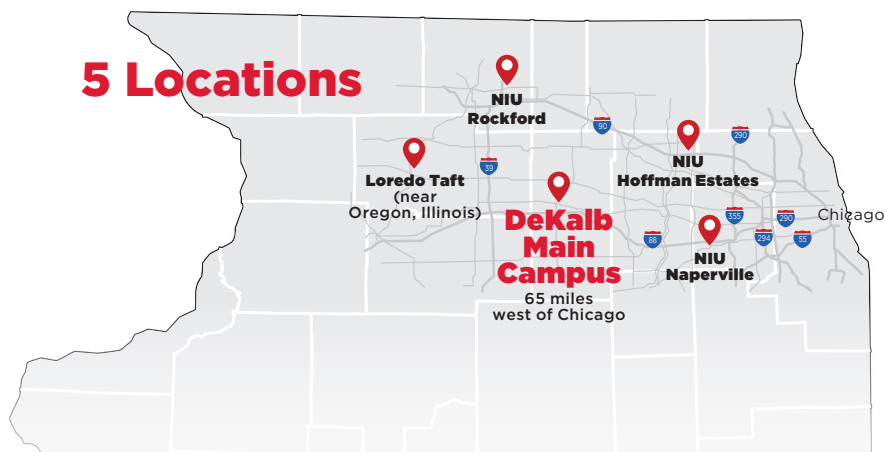 5 Locations
NIU
Rockford
90
290
NIU
Hoffman Estates
Loredo Taft
(near
Oregon, Illinois)
39
DeKalb
Main
Campus
65 miles
west of Chicago
88
355
290
294
55
Chicago
NIU
Naperville